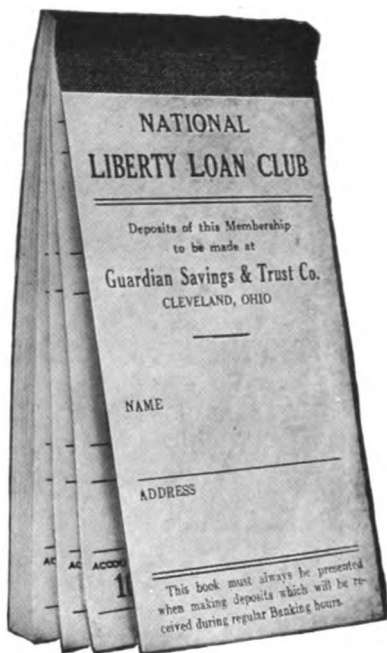 NATIONAL
LIBERTY LOAN CLUB
Deposits of this Membership
to be made at
Guardian Savings & Trust Co.
CLEVELAND, OHIO
NAME
ADDRESS
This book must always be presented
when making deposits which will be re-
ceived during regular Banking hours.